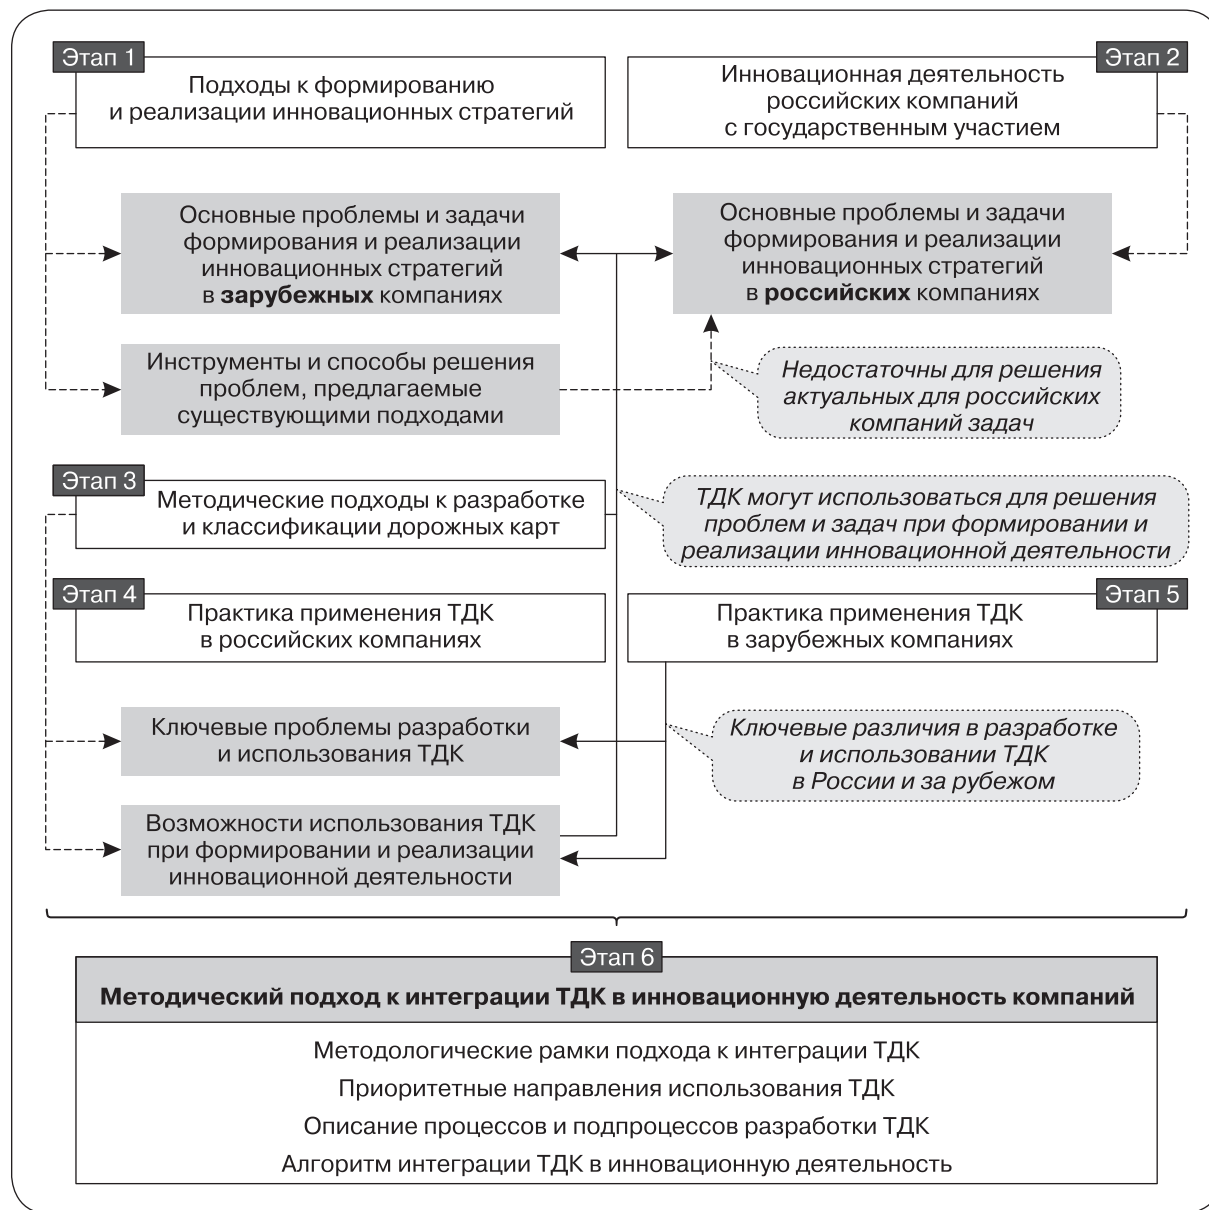 Этап 1
Подходы к формированию
и реализации инновационных стратегий
Этап 2
Инновационная деятельность
российских компаний
с государственным участием
Основные проблемы и задачи
формирования и реализации
инновационных стратегий
в зарубежных компаниях
Основные проблемы и задачи
формирования и реализации
инновационных стратегий
в российских компаниях
Инструменты и способы решения
проблем, предлагаемые
существующими подходами
Недостаточны для решения
актуальных для российских
компаний задач
Этап 3
Методические подходы к разработке
и классификации дорожных карт
ТДК могут использоваться для решения
проблем и задач при формировании и
реализации инновационной деятельности
Этап 4
Практика применения ТДК
в российских компаниях
Этап 5
Практика применения ТДК
в зарубежных компаниях
Ключевые проблемы разработки
и использования ТДК
Ключевые различия в разработке
и использовании ТДК
в России и за рубежом
Возможности использования ТДК
при формировании и реализации
инновационной деятельности
Этап 6
Методический подход к интеграции ТДК в инновационную деятельность компаний
Методологические рамки подхода к интеграции ТДК
Приоритетные направления использования ТДК
Описание процессов и подпроцессов разработки ТДК
Алгоритм интеграции ТДК в инновационную деятельность